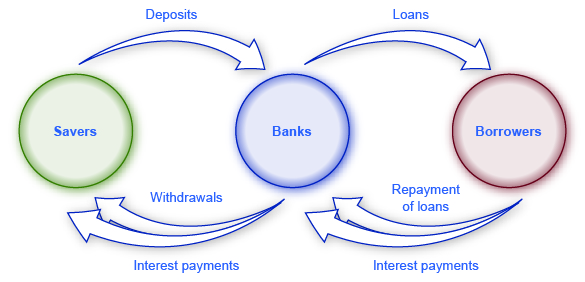 Deposits
Loans
Savers
Banks
Borrowers
Withdrawals
Repayment
of loans
Interest payments
Interest payments